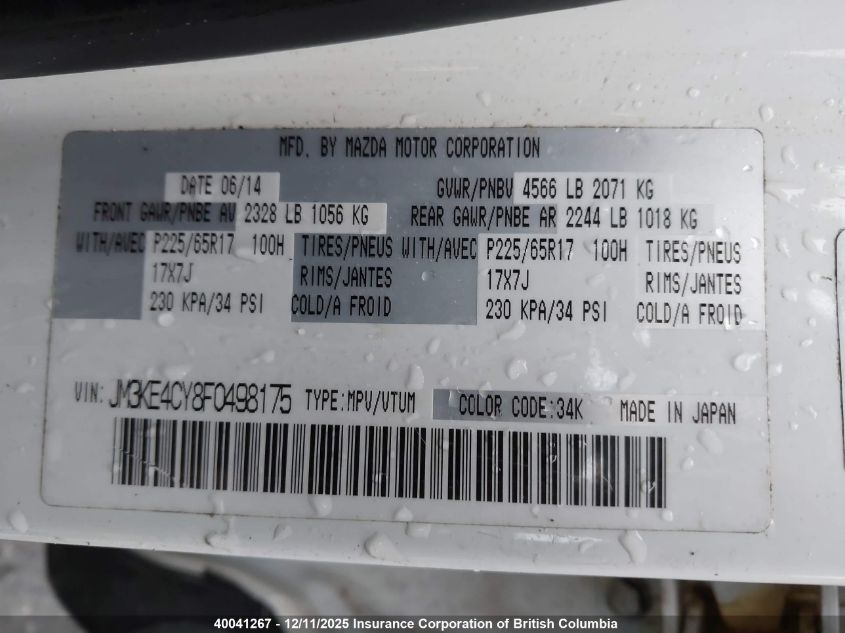 MFD. BY MAZDA MOTOR CORPORATION
DATE 06/14 GVWR/PNBV 4566 LB 2071 KG
FRONT GAWR/PNBE AV 2328 LB 1056 KG REAR GAWR/PNBE AR 2244 LB 1018 KG
WITH/AVEC P225/65R17 100H TIRES/PNEUS WITH/AVEC P225/65R17 100H TIRES/PNEUS
17X7J RIMS/JANTES 17X7J RIMS/JANTES
230 KPA/34 PSI COLD/A FROID 230 KPA/34 PSI COLD/A FROID
VIN: JM3KE4CY8F0498175 TYPE:MPV/VTUM COLOR CODE:34K MADE IN JAPAN
40041267 - 12/11/2025 Insurance Corporation of British Columbia